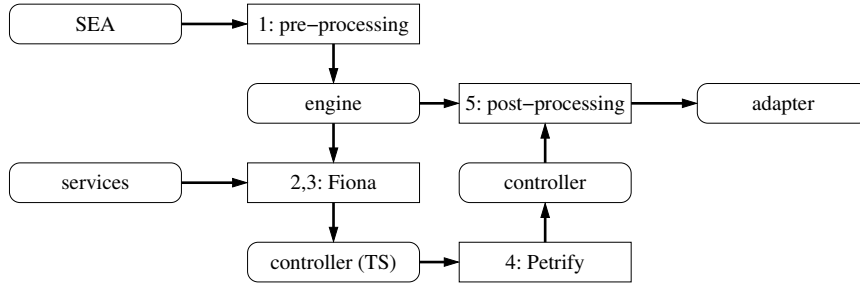 SEA
1: pre−processing
engine
5: post−processing
adapter
services
2,3: Fiona
controller
controller (TS)
4: Petrify